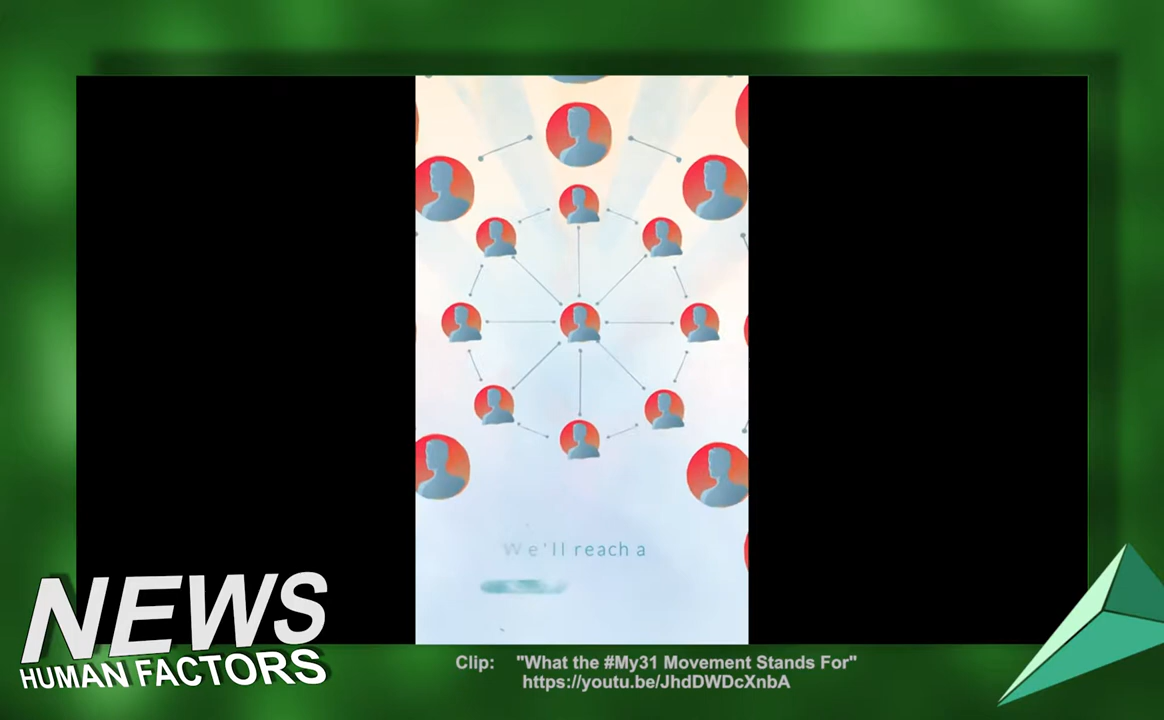 We'll reach a
NEWS
HUMAN FACTORS
Clip: "What the #My31 Movement Stands For"
https://youtu.be/JhdDWDcXnbA